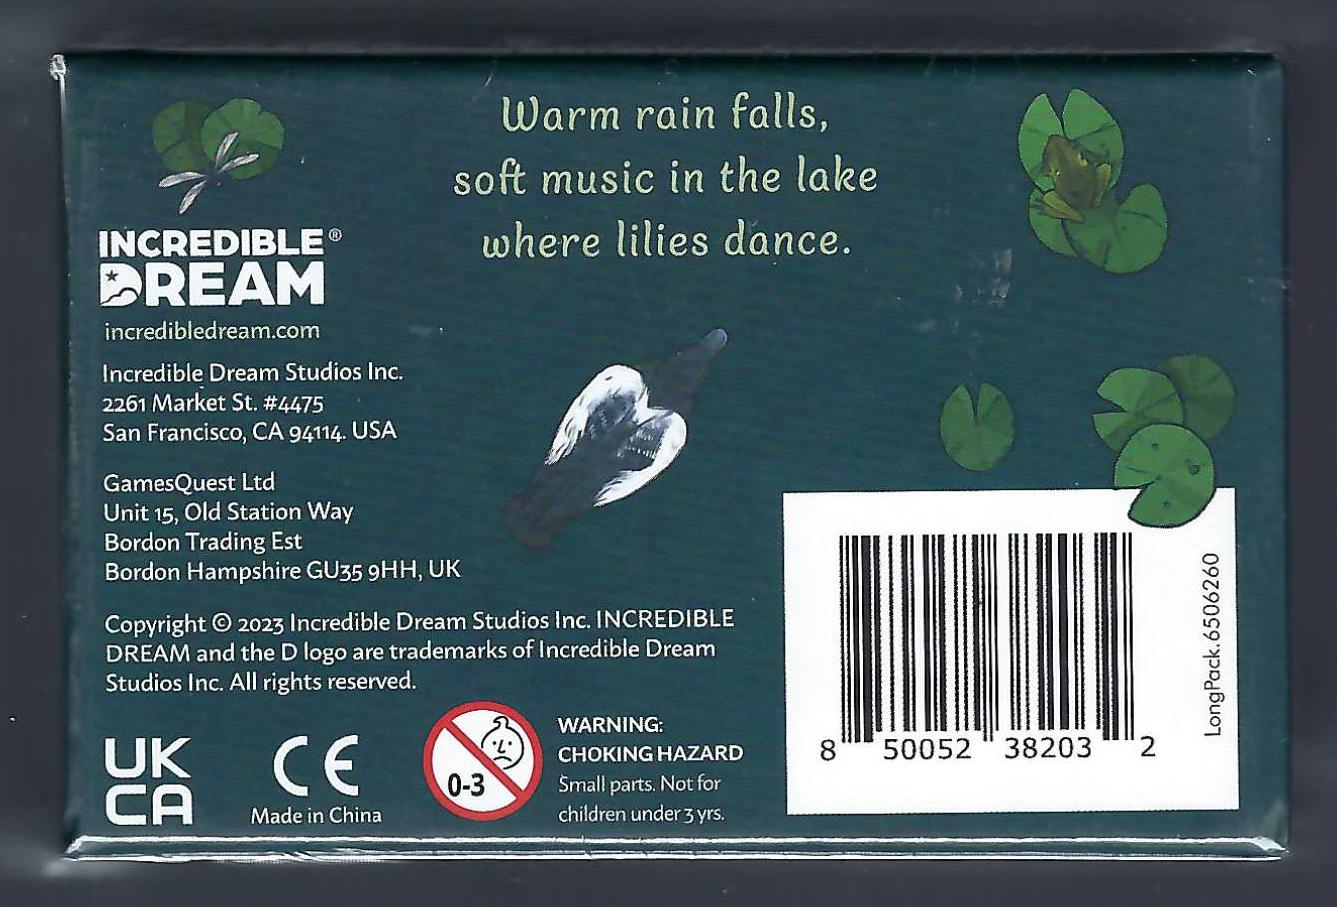 Warm rain falls,
soft music in the lake
where lilies dance.
INCREDIBLE®
DREAM
incredibledream.com
Incredible Dream Studios Inc.
2261 Market St. #4475
San Francisco, CA 94114. USA
GamesQuest Ltd
Unit 15, Old Station Way
Bordon Trading Est
Bordon Hampshire GU35 9HH, UK
Copyright © 2023 Incredible Dream Studios Inc. INCREDIBLE
DREAM and the D logo are trademarks of Incredible Dream
Studios Inc. All rights reserved.
UK
CA
CE
Made in China
0-3
WARNING:
CHOKING HAZARD
Small parts. Not for
children under 3 yrs.
8 50052 38203 2
LongPack.6506260